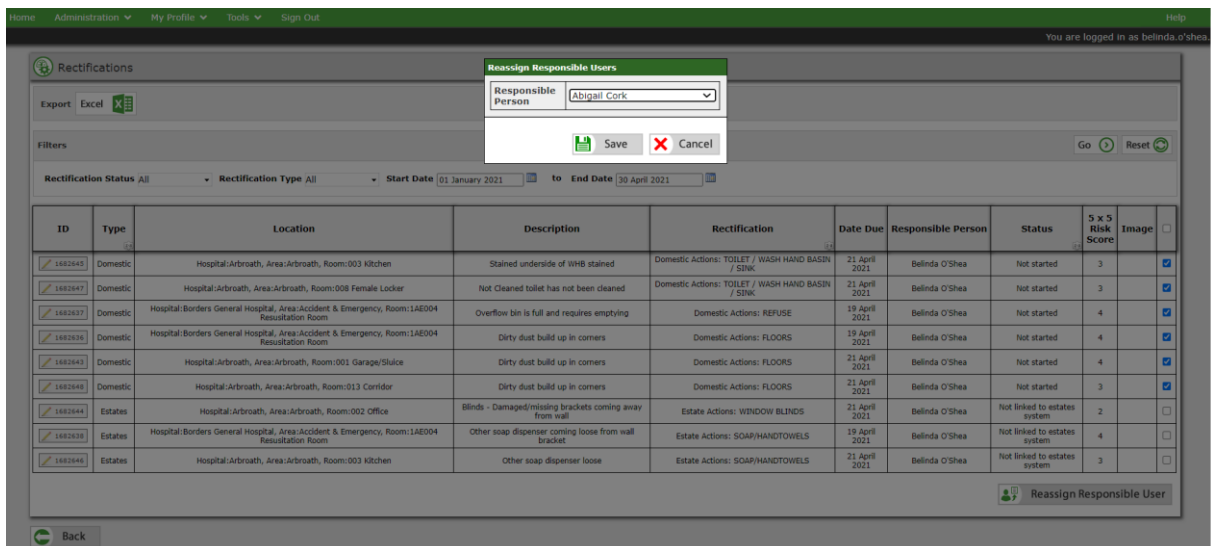 Home Administration My Profile Tools Sign Out Help
You are logged in as belinda.o'shea.
Rectifications
Reassign Responsible Users
Responsible Person Abigail Cork
Save Cancel
Export Excel
Filters Go Reset
Rectification Status All Rectification Type All Start Date 01 January 2021 to End Date 30 April 2021
ID Type Location Description Rectification Date Due Responsible Person Status 5 x 5 Risk Score Image
1682645 Domestic Hospital:Arbroath, Area:Arbroath, Room:003 Kitchen Stained underside of WHB stained Domestic Actions: TOILET / WASH HAND BASIN / SINK 21 April 2021 Belinda O'Shea Not started 3
1682647 Domestic Hospital:Arbroath, Area:Arbroath, Room:008 Female Locker Not Cleaned toilet has not been cleaned Domestic Actions: TOILET / WASH HAND BASIN / SINK 21 April 2021 Belinda O'Shea Not started 3
1682637 Domestic Hospital:Borders General Hospital, Area:Accident & Emergency, Room:1AE004 Resusitation Room Overflow bin is full and requires emptying Domestic Actions: REFUSE 19 April 2021 Belinda O'Shea Not started 4
1682636 Domestic Hospital:Borders General Hospital, Area:Accident & Emergency, Room:1AE004 Resusitation Room Dirty dust build up in corners Domestic Actions: FLOORS 19 April 2021 Belinda O'Shea Not started 4
1682643 Domestic Hospital:Arbroath, Area:Arbroath, Room:001 Garage/Sluice Dirty dust build up in corners Domestic Actions: FLOORS 21 April 2021 Belinda O'Shea Not started 4
1682648 Domestic Hospital:Arbroath, Area:Arbroath, Room:013 Corridor Dirty dust build up in corners Domestic Actions: FLOORS 21 April 2021 Belinda O'Shea Not started 3
1682644 Estates Hospital:Arbroath, Area:Arbroath, Room:002 Office Blinds - Damaged/missing brackets coming away from wall Estate Actions: WINDOW BLINDS 21 April 2021 Belinda O'Shea Not linked to estates system 2
1682638 Estates Hospital:Borders General Hospital, Area:Accident & Emergency, Room:1AE004 Resusitation Room Other soap dispenser coming loose from wall bracket Estate Actions: SOAP/HANDTOWELS 19 April 2021 Belinda O'Shea Not linked to estates system 4
1682646 Estates Hospital:Arbroath, Area:Arbroath, Room:003 Kitchen Other soap dispenser loose Estate Actions: SOAP/HANDTOWELS 21 April 2021 Belinda O'Shea Not linked to estates system 3
Reassign Responsible User
Back